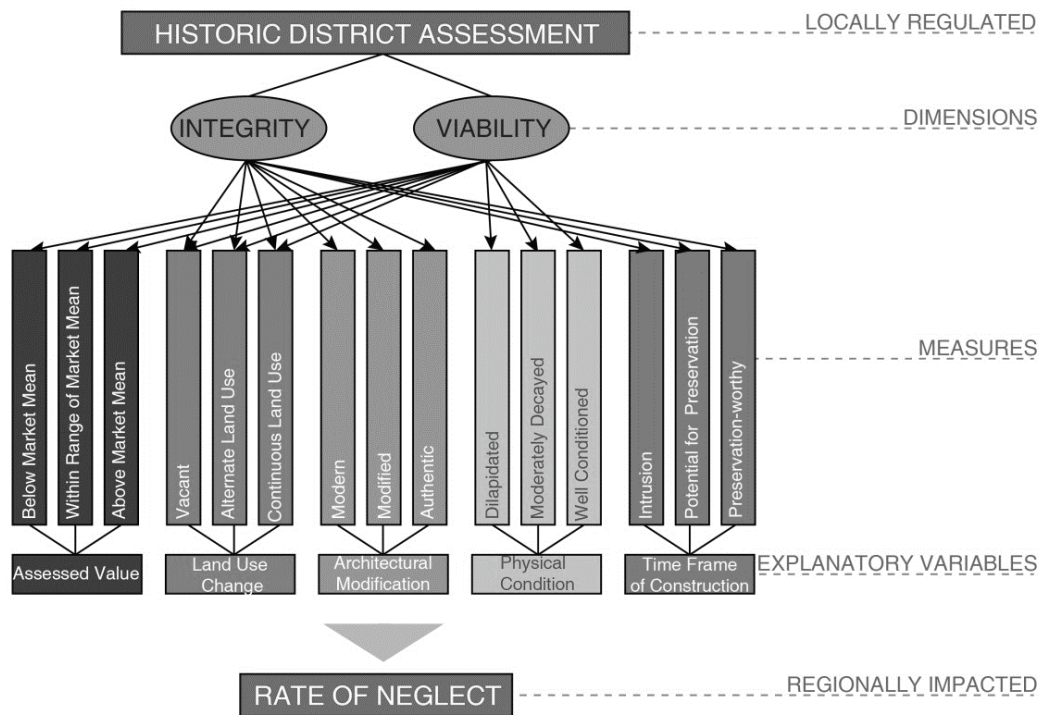 HISTORIC DISTRICT ASSESSMENT
LOCALLY REGULATED
INTEGRITY
VIABILITY
DIMENSIONS
Below Market Mean
Within Range of Market Mean
Above Market Mean
Vacant
Alternate Land Use
Continuous Land Use
Modern
Modified
Authentic
Dilapidated
Moderately Decayed
Well Conditioned
Intrusion
Potential for Preservation
Preservation-worthy
MEASURES
Assessed Value
Land Use
Change
Architectural
Modification
Physical
Condition
Time Frame
of Construction
EXPLANATORY VARIABLES
RATE OF NEGLECT
REGIONALLY IMPACTED